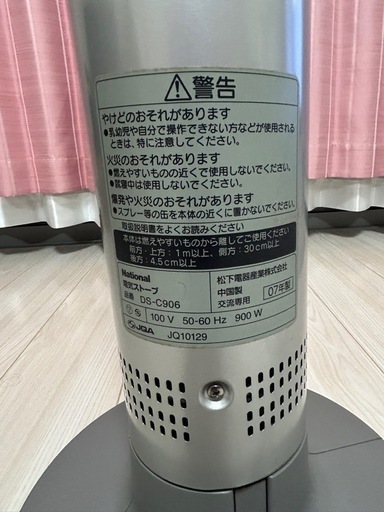 警告
やけどのおそれがあります
●乳幼児や自分で操作できない方などが使用される
ときは、特に注意してください。
火災のおそれがあります
●燃えやすいものの近くで使用しないでください。
●就寝中は使用しないでください。
爆発や火災のおそれがあります
●スプレー等の缶を本体の近くに置かないでください。
取扱説明書をよくお読みください
本体は燃えやすいものから離してご使用ください
前方・上方：1m以上、側方：30cm以上
後方：4.5cm以上
National
電気ストーブ
品番 DS-C906
松下電器産業株式会社
中国製
交流専用
07年製
100 V 50-60 Hz 900 W
JQA JQ10129